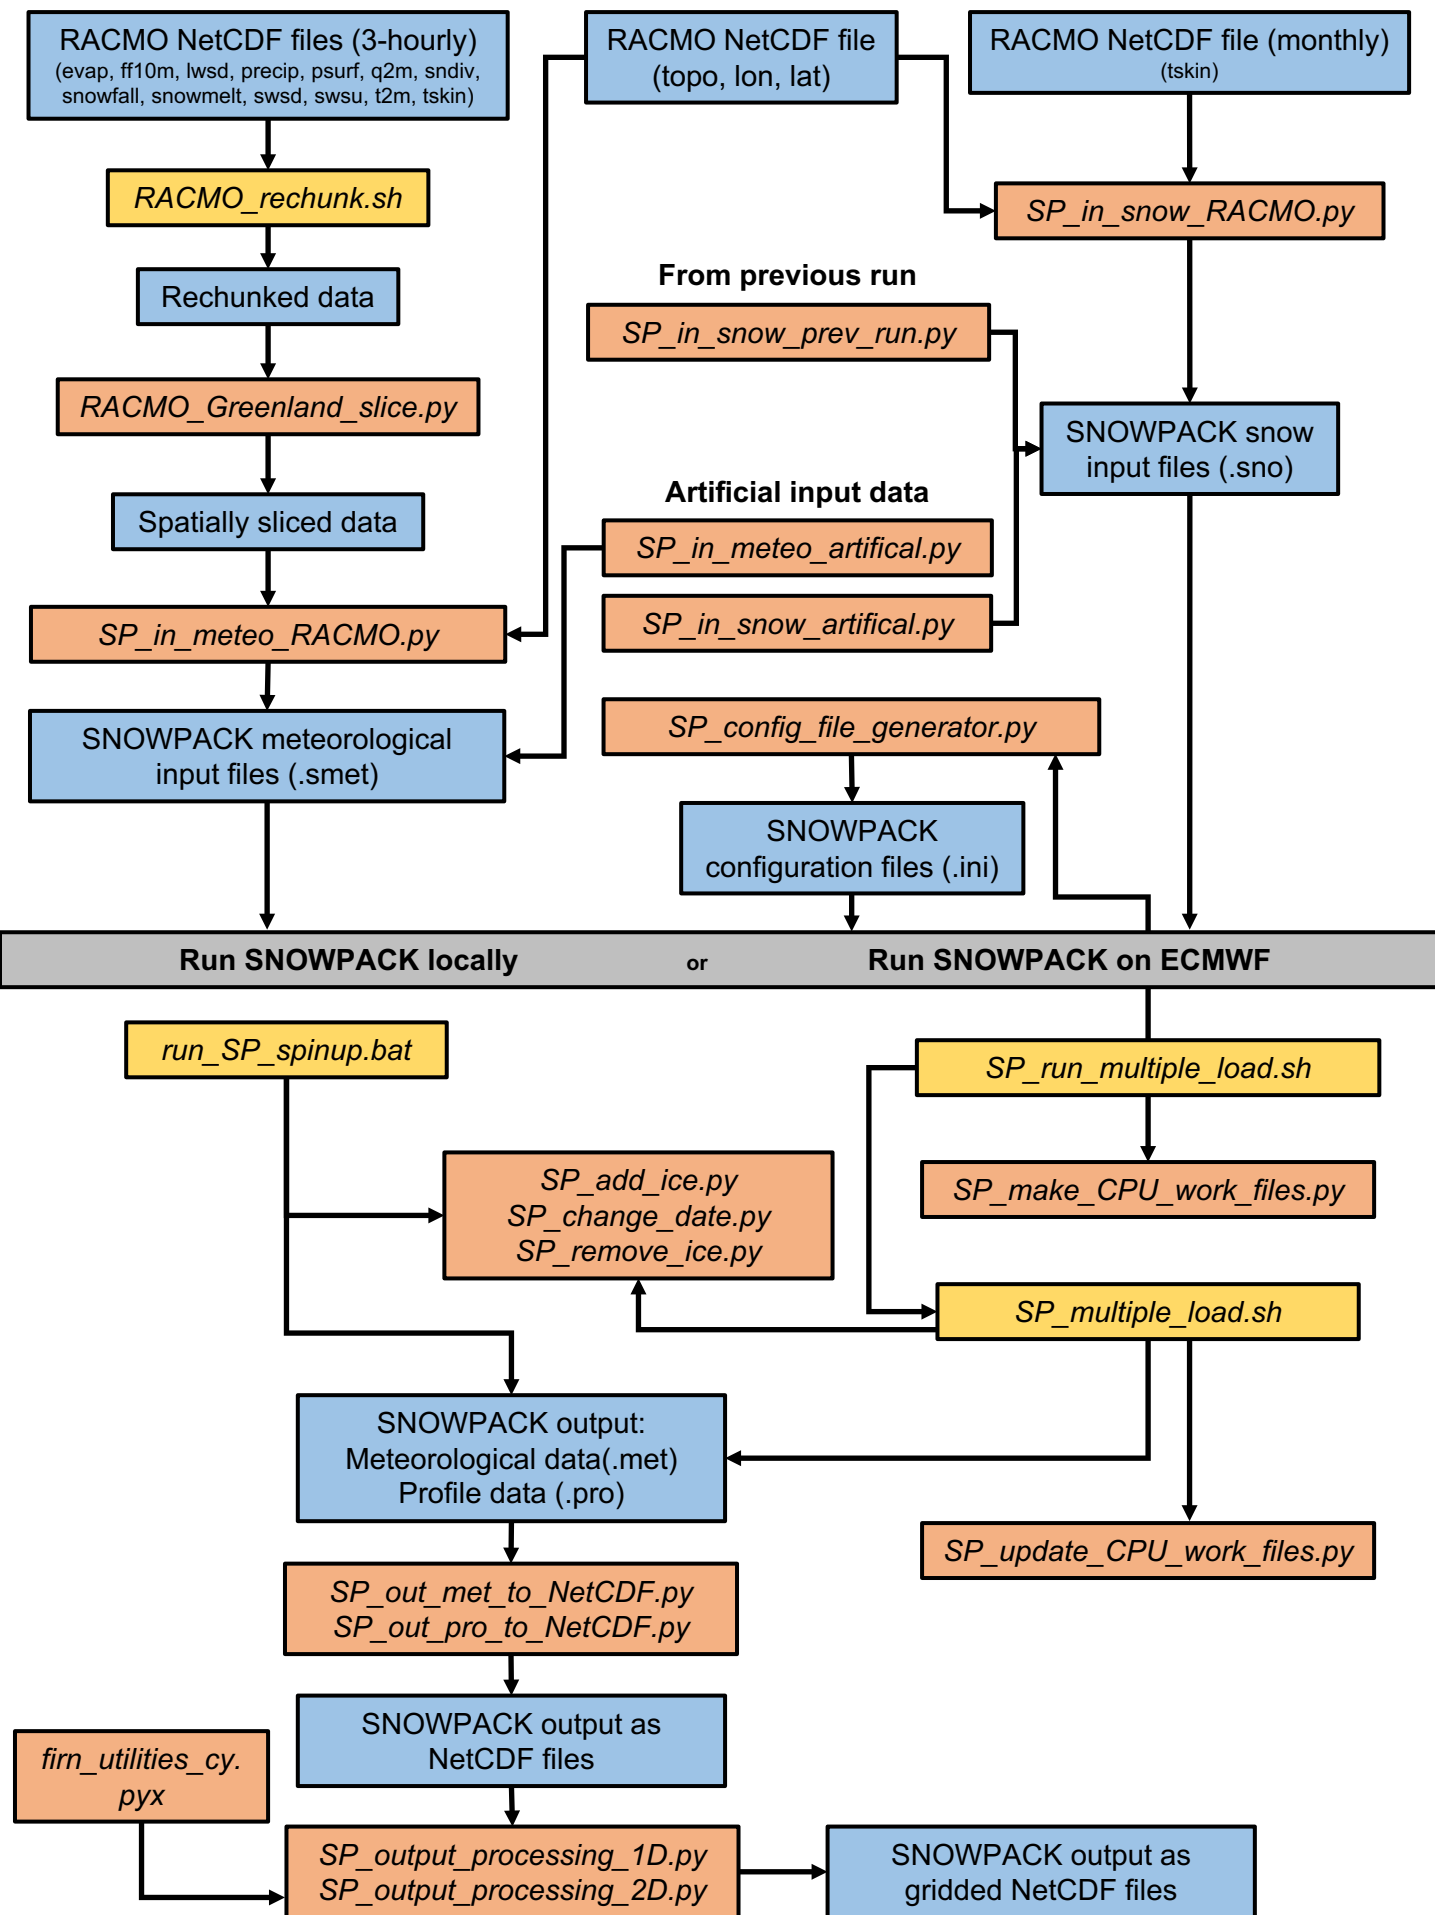 RACMO NetCDF files (3-hourly)
(evap, ff10m, lwsd, precip, psurf, q2m, sndiv,
snowfall, snowmelt, swsd, swsu, t2m, tskin)
RACMO NetCDF file
(topo, lon, lat)
RACMO NetCDF file (monthly)
(tskin)
RACMO_rechunk.sh
SP_in_snow_RACMO.py
Rechunked data
From previous run
SP_in_snow_prev_run.py
RACMO_Greenland_slice.py
SNOWPACK snow
input files (.sno)
Spatially sliced data
Artificial input data
SP_in_meteo_artifical.py
SP_in_snow_artifical.py
SP_in_meteo_RACMO.py
SNOWPACK meteorological
input files (.smet)
SP_config_file_generator.py
SNOWPACK
configuration files (.ini)
Run SNOWPACK locally or Run SNOWPACK on ECMWF
run_SP_spinup.bat
SP_run_multiple_load.sh
SP_add_ice.py
SP_change_date.py
SP_remove_ice.py
SP_make_CPU_work_files.py
SP_multiple_load.sh
SNOWPACK output:
Meteorological data(.met)
Profile data (.pro)
SP_update_CPU_work_files.py
SP_out_met_to_NetCDF.py
SP_out_pro_to_NetCDF.py
SNOWPACK output as
NetCDF files
firn_utilities_cy.
pyx
SP_output_processing_1D.py
SP_output_processing_2D.py
SNOWPACK output as
gridded NetCDF files